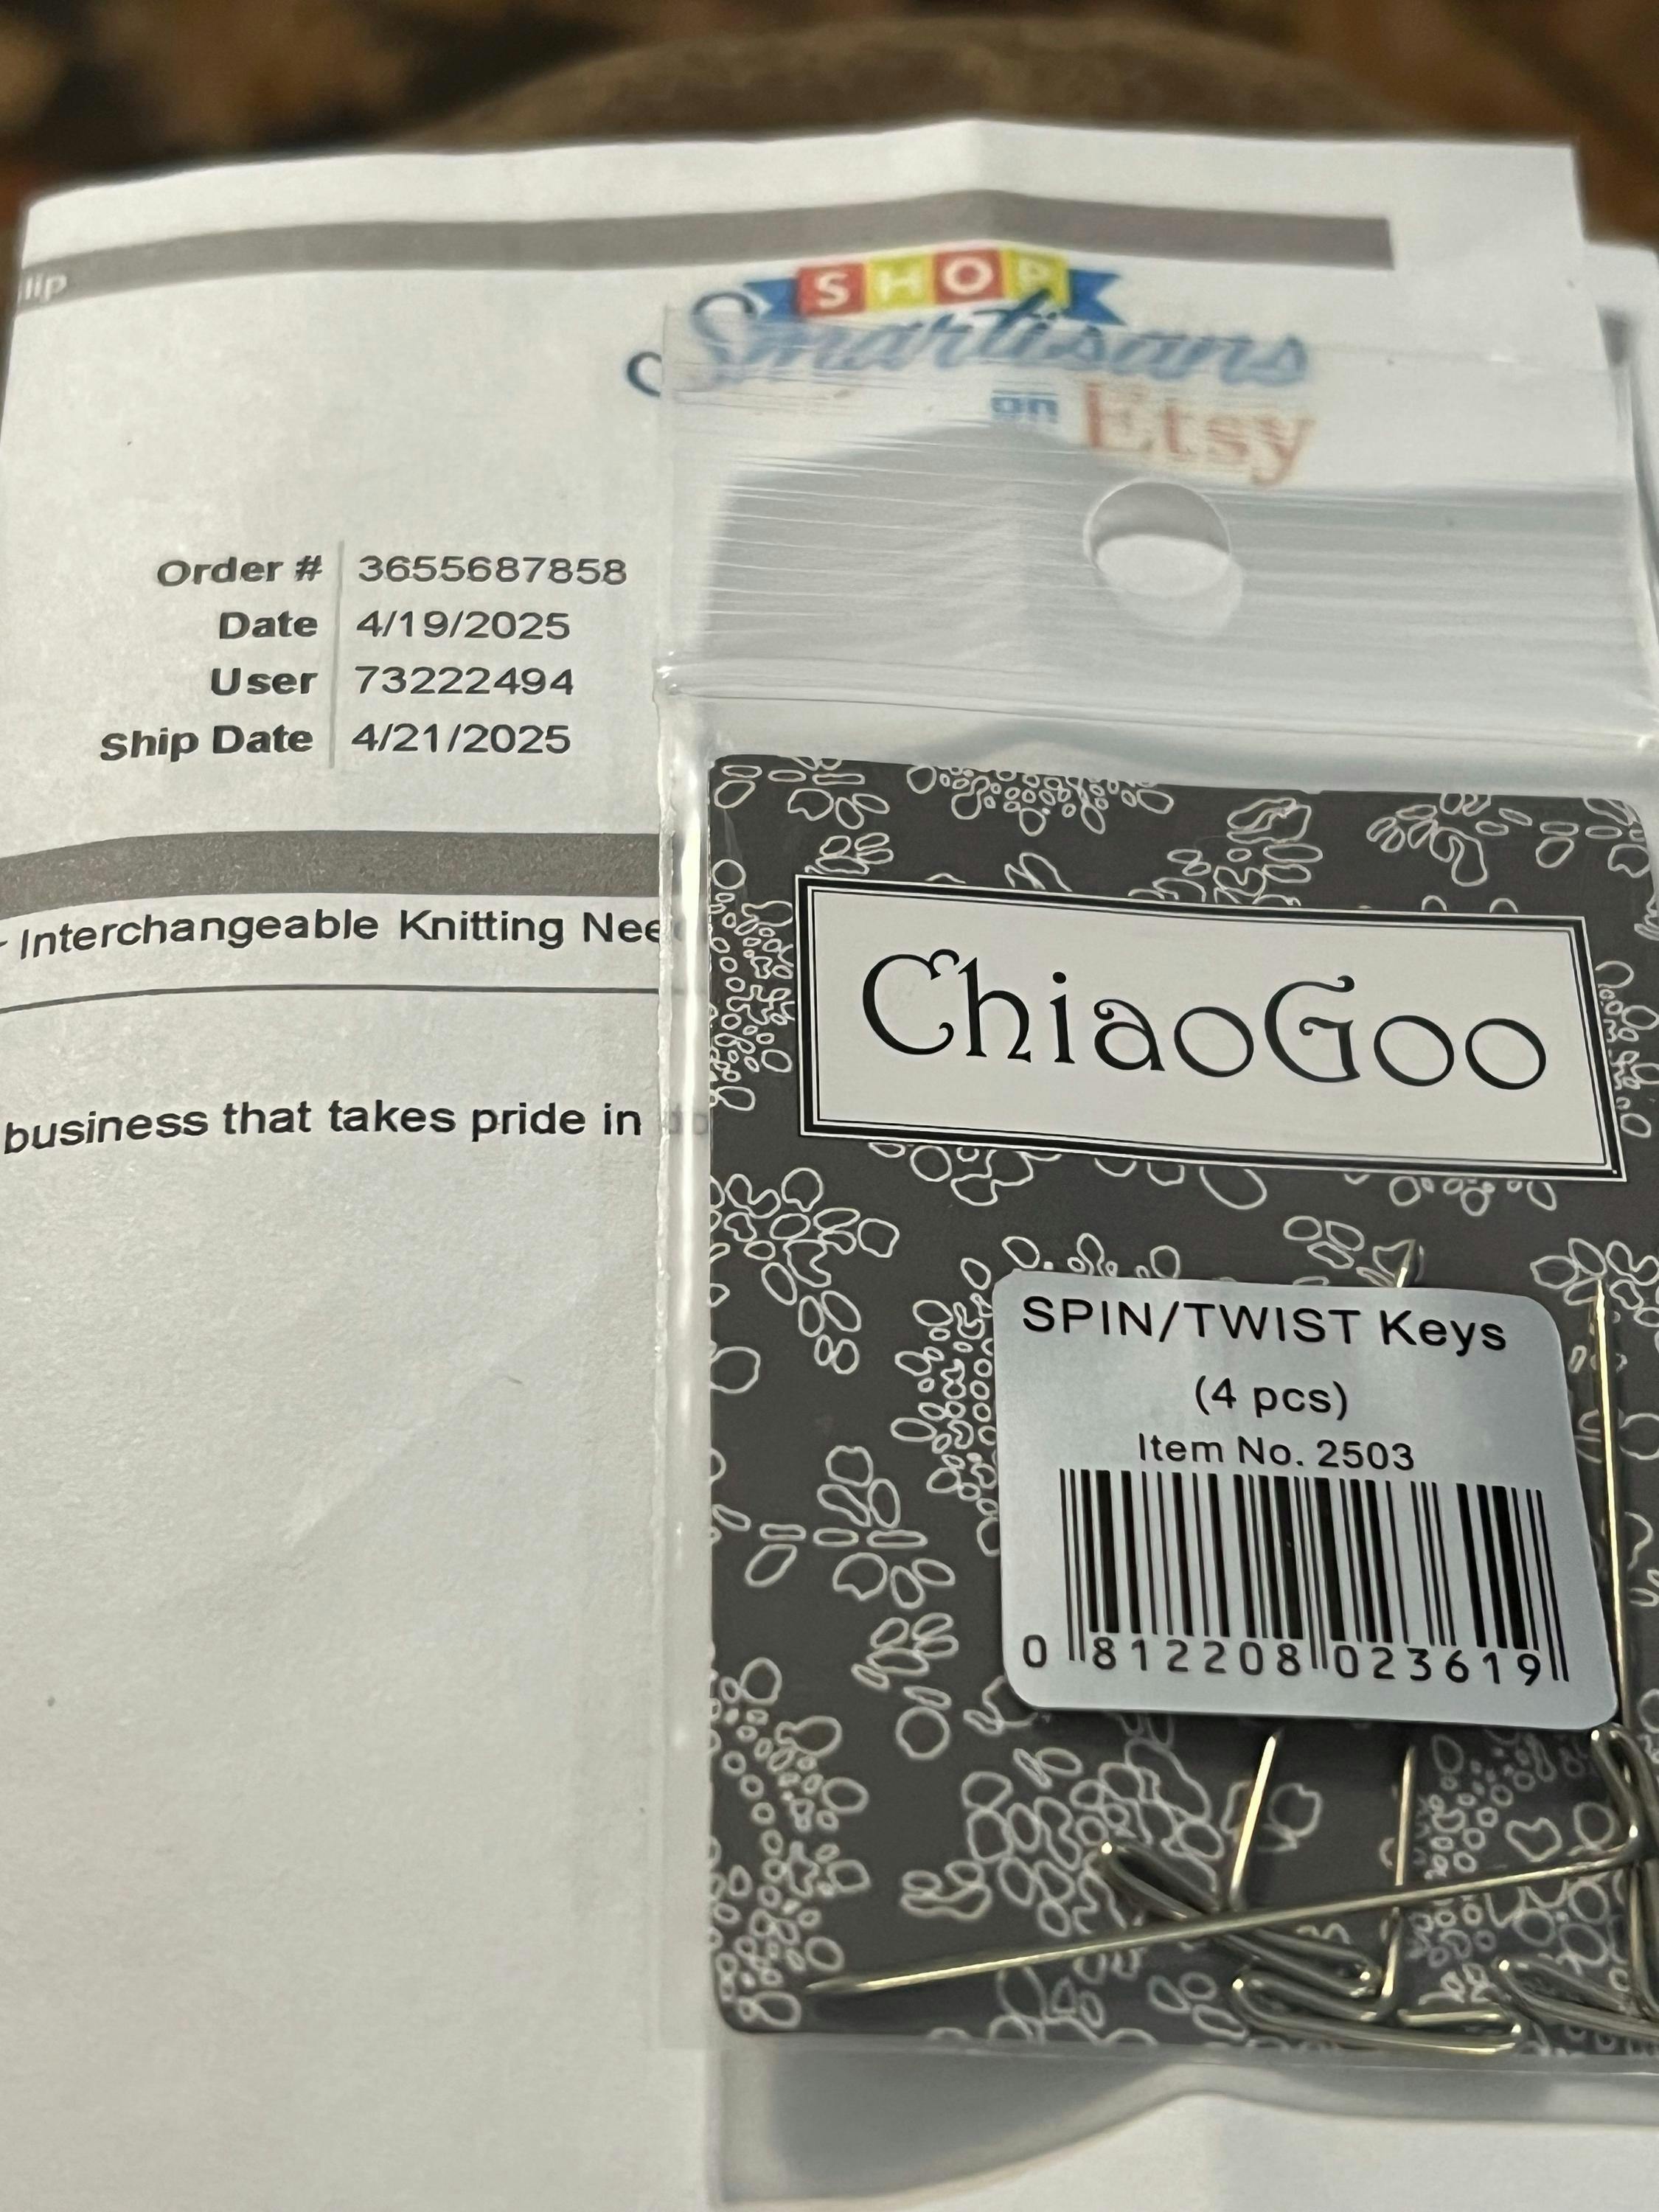 lip
SHOP
Smartisans
on Etsy
Order # 3655687858
Date 4/19/2025
User 73222494
Ship Date 4/21/2025
- Interchangeable Knitting Nee
business that takes pride in
ChiaoGoo
SPIN/TWIST Keys
(4 pcs)
Item No. 2503
0 812208 023619